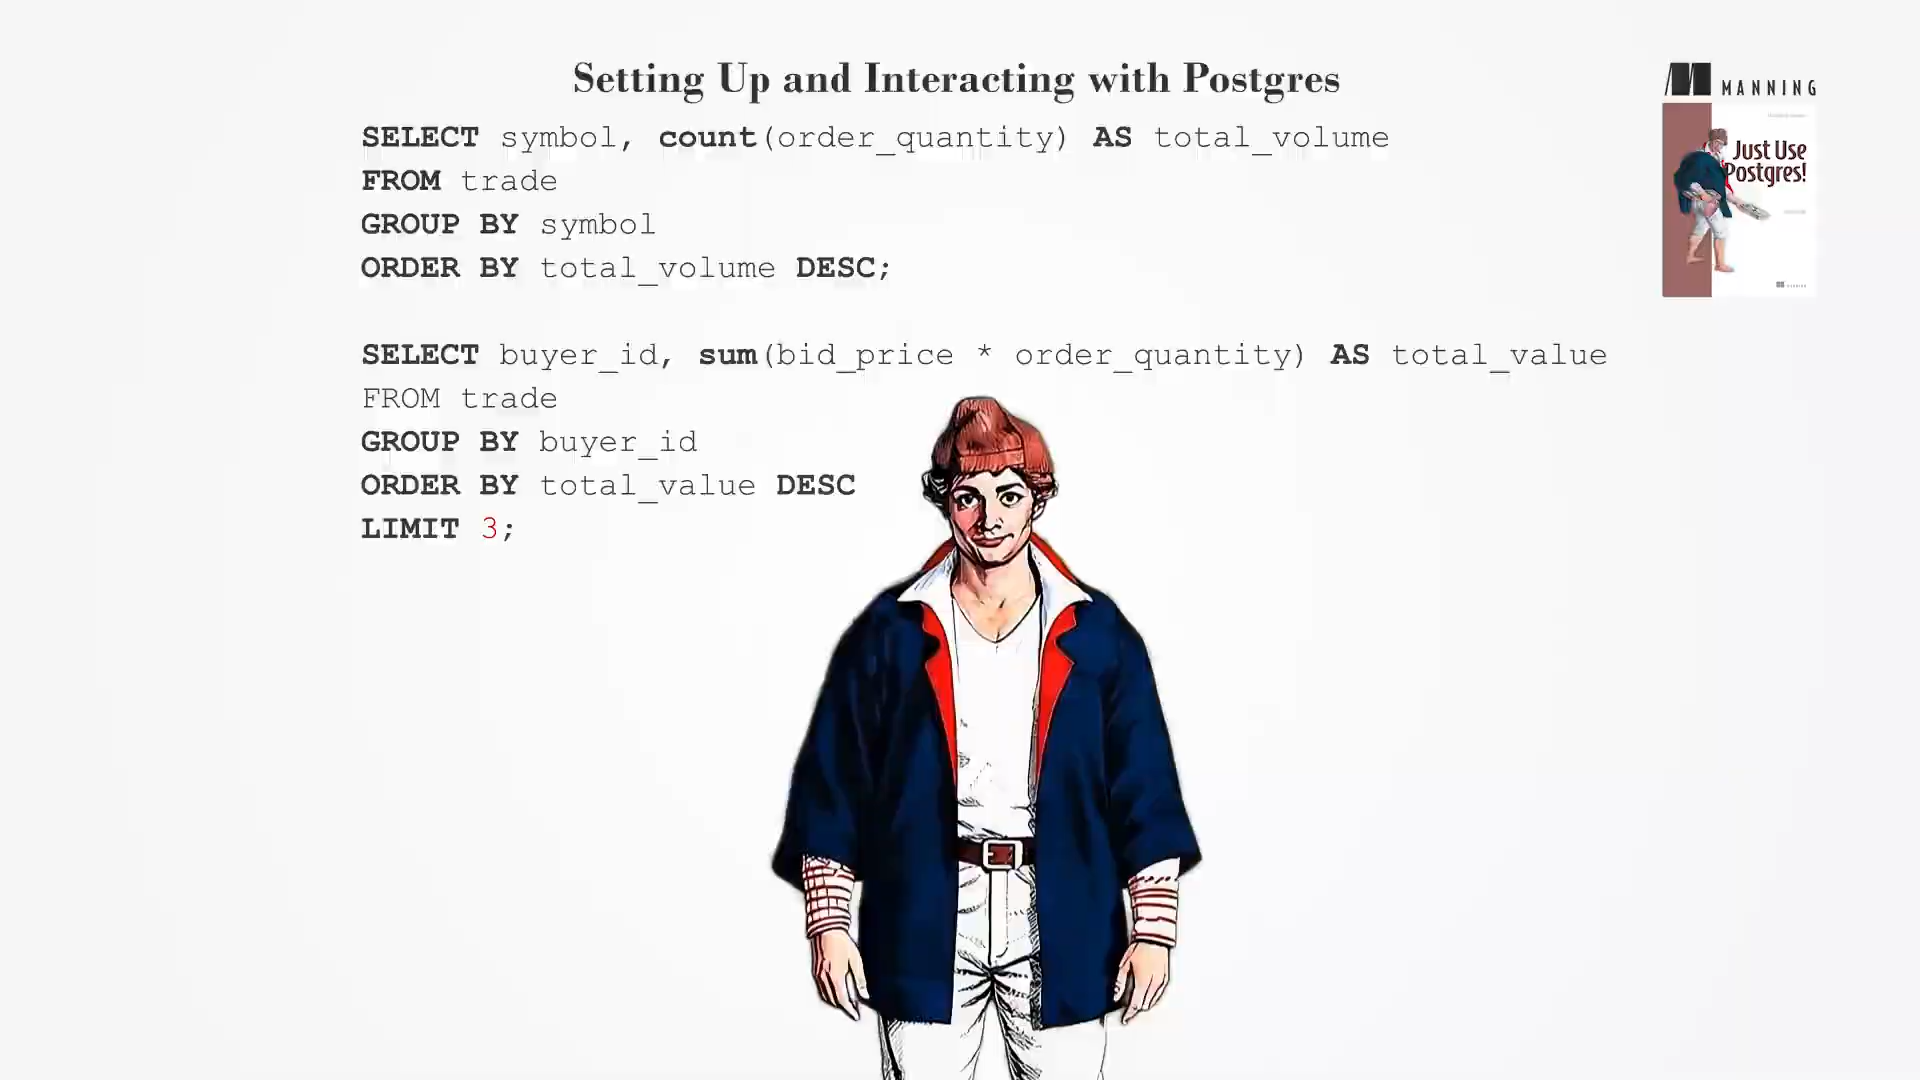 Setting Up and Interacting with Postgres
MANNING
Just Use
Postgres!
SELECT symbol, count(order_quantity) AS total_volume
FROM trade
GROUP BY symbol
ORDER BY total_volume DESC;
SELECT buyer_id, sum(bid_price * order_quantity) AS total_value
FROM trade
GROUP BY buyer_id
ORDER BY total_value DESC
LIMIT 3;